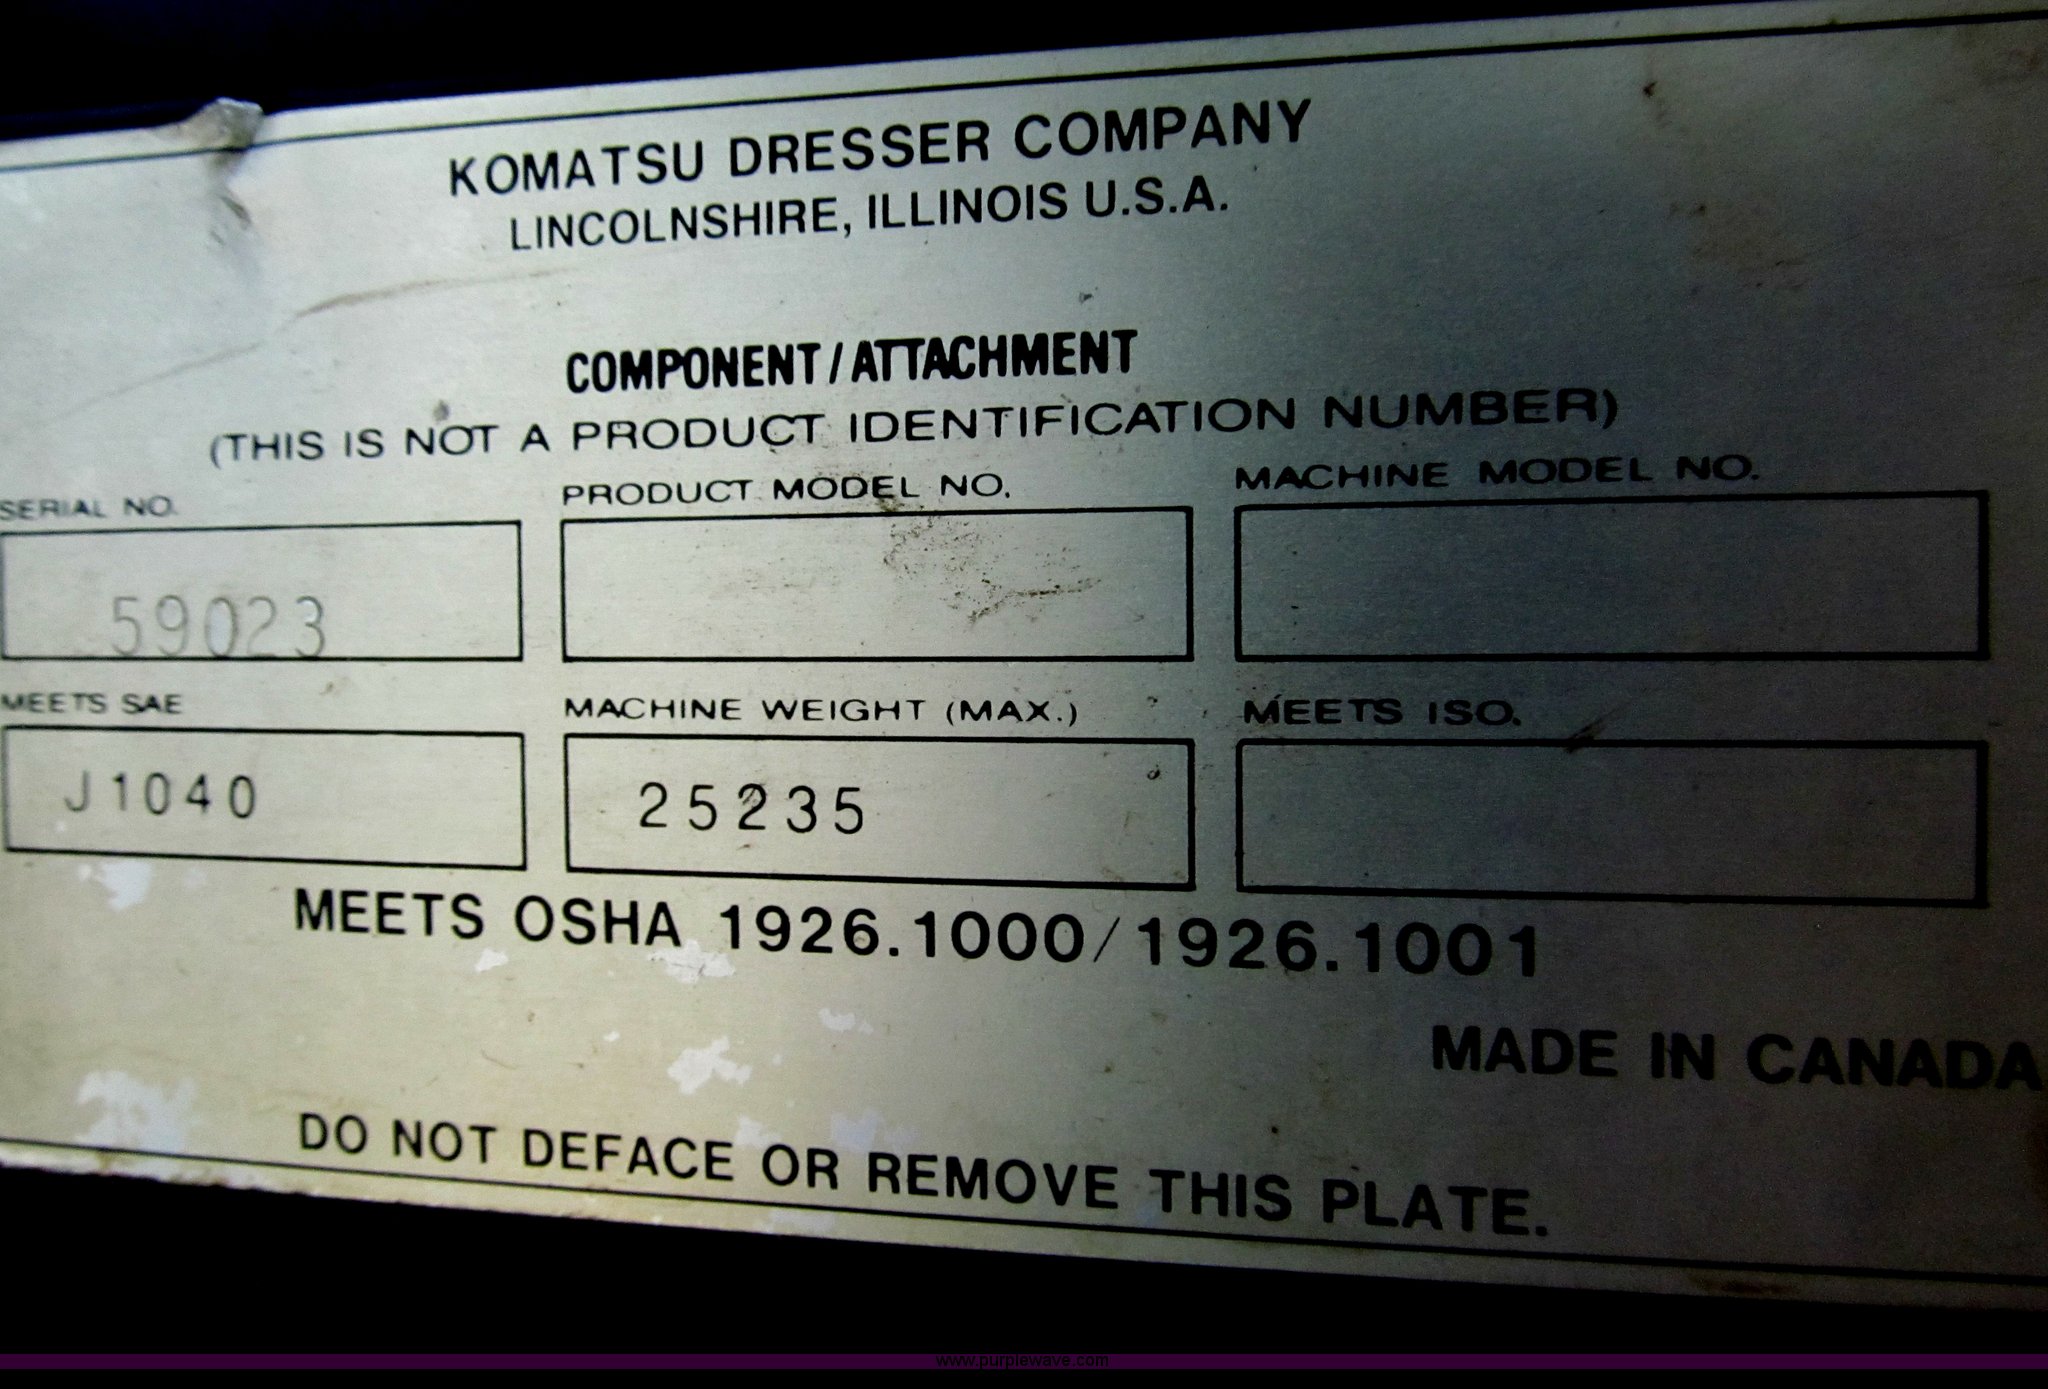 KOMATSU DRESSER COMPANY
LINCOLNSHIRE, ILLINOIS U.S.A.
COMPONENT/ATTACHMENT
(THIS IS NOT A PRODUCT IDENTIFICATION NUMBER)
SERIAL NO. PRODUCT MODEL NO. MACHINE MODEL NO.
59023
MEETS SAE MACHINE WEIGHT (MAX.) MEETS ISO.
J1040 25235
MEETS OSHA 1926.1000/1926.1001
MADE IN CANADA
DO NOT DEFACE OR REMOVE THIS PLATE.
www.purplewave.com